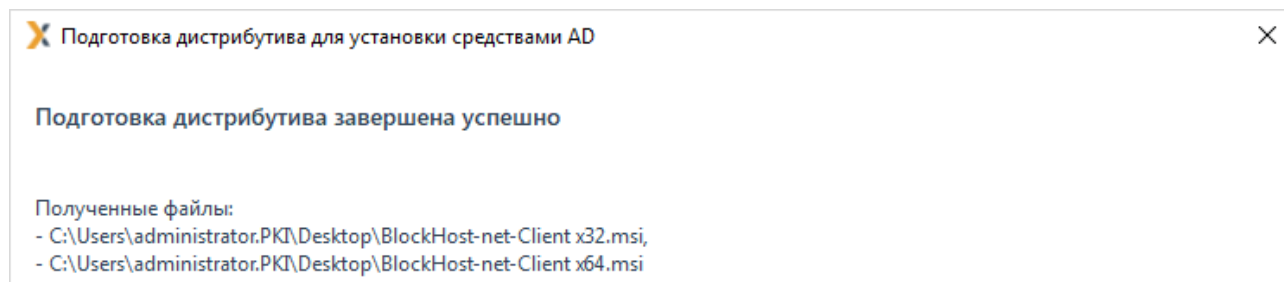 Подготовка дистрибутива для установки средствами AD
Подготовка дистрибутива завершена успешно
Полученные файлы:
- C:\Users\administrator.PKI\Desktop\BlockHost-net-Client x32.msi,
- C:\Users\administrator.PKI\Desktop\BlockHost-net-Client x64.msi